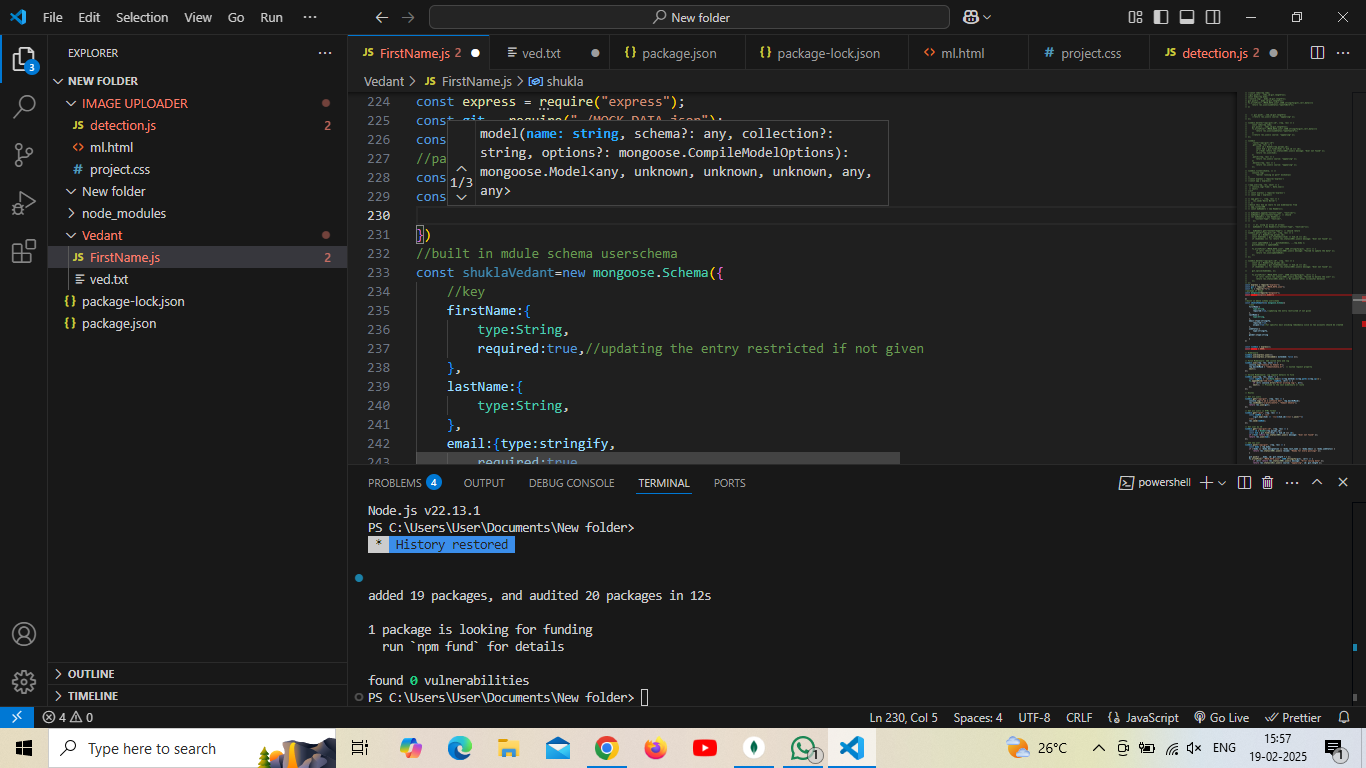 File Edit Selection View Go Run ··· New folder
EXPLORER ···
NEW FOLDER
IMAGE UPLOADER
JS detection.js 2
<> ml.html
# project.css
New folder
node_modules
Vedant
JS FirstName.js 2
ved.txt
{} package-lock.json
{} package.json
OUTLINE
TIMELINE
3
JS FirstName.js 2 ved.txt {} package.json {} package-lock.json <> ml.html # project.css JS detection.js 2 ···
Vedant > JS FirstName.js > shukla
224 const express = require("express");
225 const git = require("./MOCK_DATA.json");
226 cons
227 //pa
228 cons
229 cons
model(name: string, schema?: any, collection?:
string, options?: mongoose.CompileModelOptions):
1/3 mongoose.Model<any, unknown, unknown, unknown, any,
any>
230
231 })
232 //built in mdule schema userschema
233 const shuklaVedant=new mongoose.Schema({
234 //key
235 firstName:{
236 type:String,
237 required:true,//updating the entry restricted if not given
238 },
239 lastName:{
240 type:String,
241 },
242 email:{type:stringify,
243 required:true
PROBLEMS 4 OUTPUT DEBUG CONSOLE TERMINAL PORTS powershell ···
Node.js v22.13.1
PS C:\Users\User\Documents\New folder>
* History restored
added 19 packages, and audited 20 packages in 12s
1 package is looking for funding
run `npm fund` for details
found 0 vulnerabilities
PS C:\Users\User\Documents\New folder>
4 0 Ln 230, Col 5 Spaces: 4 UTF-8 CRLF {} JavaScript Go Live Prettier
Type here to search 1 26°C ENG 15:57
19-02-2025 1